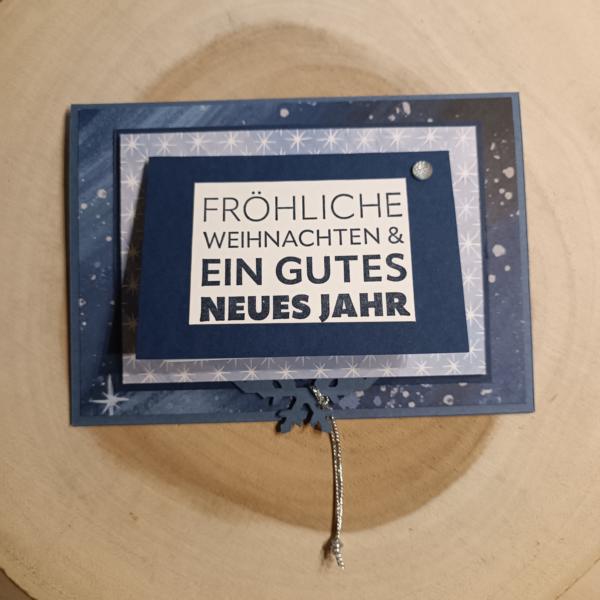 FRÖHLICHE
WEIHNACHTEN &
EIN GUTES
NEUES JAHR